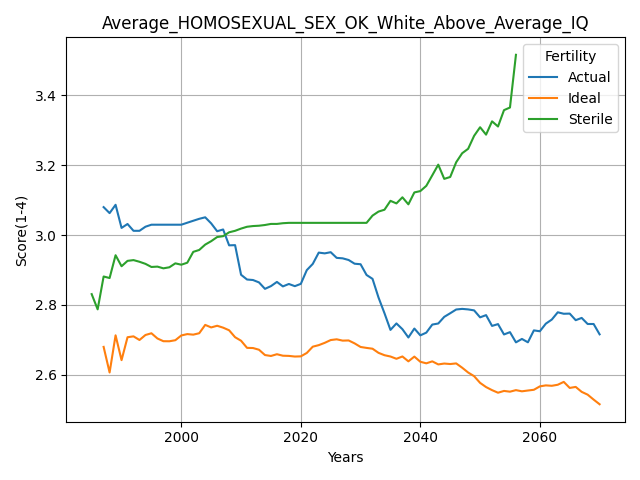 Average_HOMOSEXUAL_SEX_OK_White_Above_Average_IQ
Fertility
Actual
Ideal
Sterile
Score(1-4)
3.4
3.2
3.0
2.8
2.6
2000
2020
2040
2060
Years